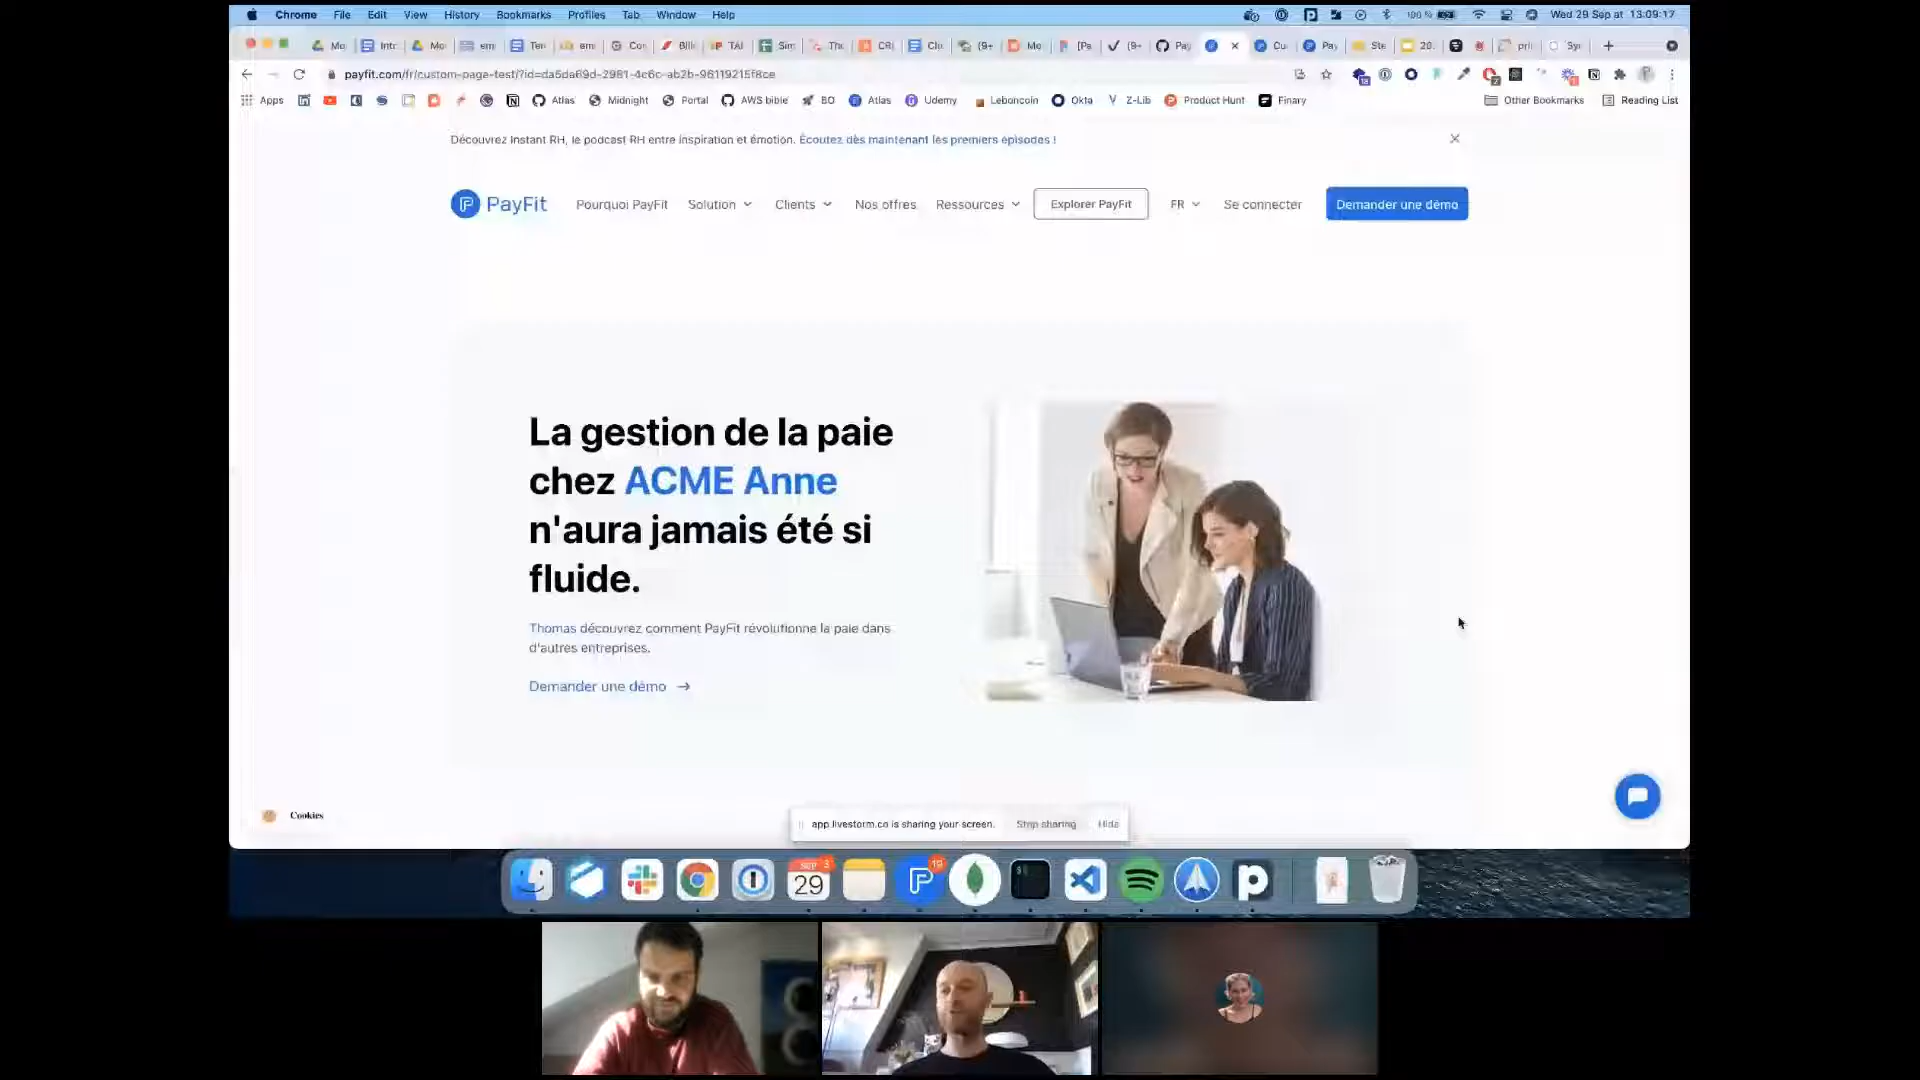 Chrome File Edit View History Bookmarks Profiles Tab Window Help 100 % Wed 29 Sep at 13:09:17
payfit.com/fr/custom-page-test/?id=da6da69d-2981-4c6c-ab2b-96119215f8ce
Apps Atlas Midnight Portal AWS bible BO Atlas Udemy Leboncoin Okta Z-Lib Product Hunt Finary Other Bookmarks Reading List
Découvrez Instant RH, le podcast RH entre inspiration et émotion. Écoutez dès maintenant les premiers épisodes !
PayFit Pourquoi PayFit Solution Clients Nos offres Ressources Explorer PayFit FR Se connecter Demander une démo
La gestion de la paie
chez ACME Anne
n'aura jamais été si
fluide.
Thomas découvrez comment PayFit révolutionne la paie dans
d'autres entreprises.
Demander une démo →
Cookies
app.livestorm.co is sharing your screen. Stop sharing Hide
SEP 3 19
29